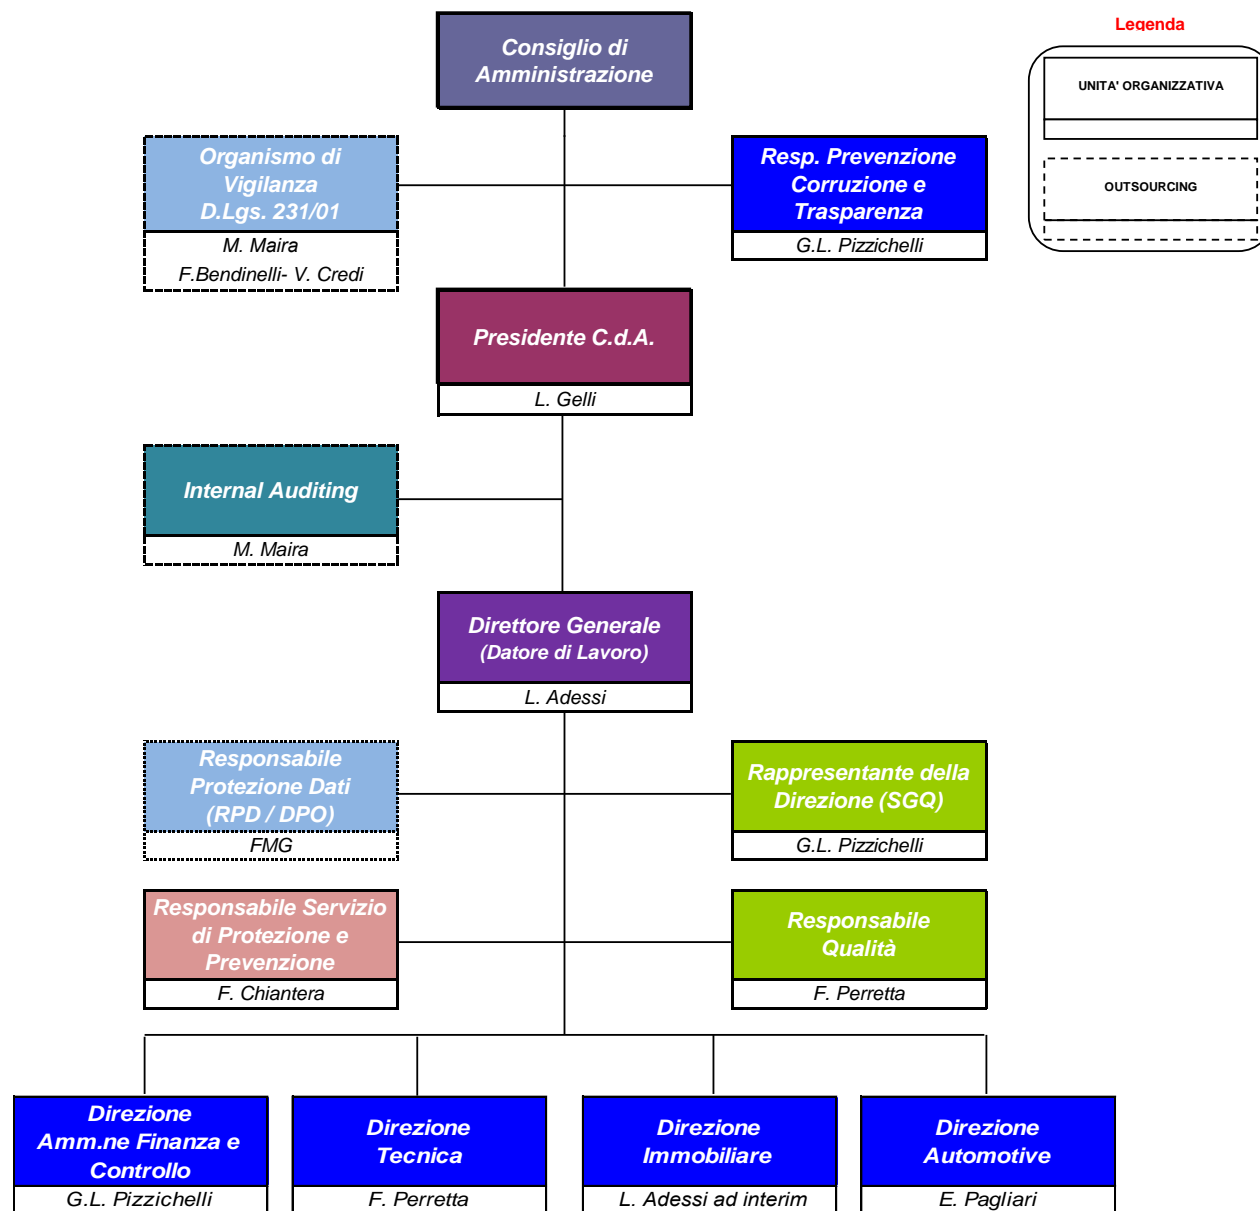 Consiglio di
Amministrazione
Legenda
UNITA' ORGANIZZATIVA
OUTSOURCING
Organismo di
Vigilanza
D.Lgs. 231/01
M. Maira
F.Bendinelli- V. Credi
Resp. Prevenzione
Corruzione e
Trasparenza
G.L. Pizzichelli
Presidente C.d.A.
L. Gelli
Internal Auditing
M. Maira
Direttore Generale
(Datore di Lavoro)
L. Adessi
Responsabile
Protezione Dati
(RPD / DPO)
FMG
Rappresentante della
Direzione (SGQ)
G.L. Pizzichelli
Responsabile Servizio
di Protezione e
Prevenzione
F. Chiantera
Responsabile
Qualità
F. Perretta
Direzione
Amm.ne Finanza e
Controllo
G.L. Pizzichelli
Direzione
Tecnica
F. Perretta
Direzione
Immobiliare
L. Adessi ad interim
Direzione
Automotive
E. Pagliari